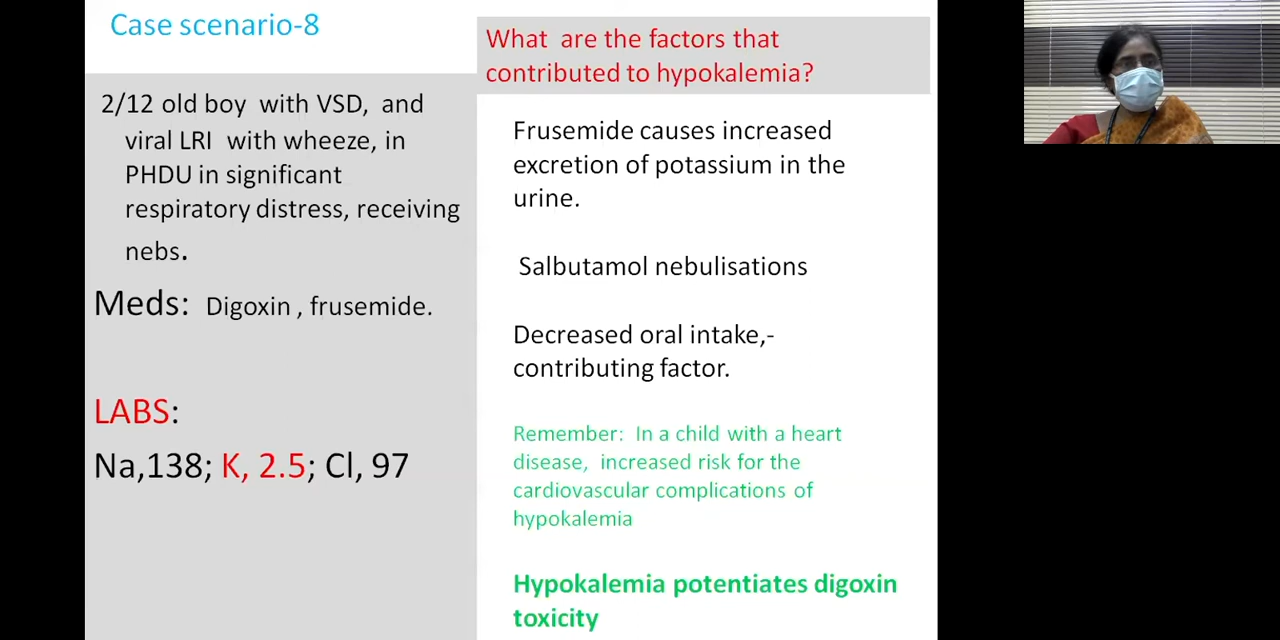 Case scenario-8
2/12 old boy with VSD, and
viral LRI with wheeze, in
PHDU in significant
respiratory distress, receiving
nebs.
Meds: Digoxin , frusemide.
LABS:
Na,138; K, 2.5; Cl, 97
What are the factors that
contributed to hypokalemia?
Frusemide causes increased
excretion of potassium in the
urine.
Salbutamol nebulisations
Decreased oral intake,-
contributing factor.
Remember: In a child with a heart
disease, increased risk for the
cardiovascular complications of
hypokalemia
Hypokalemia potentiates digoxin
toxicity